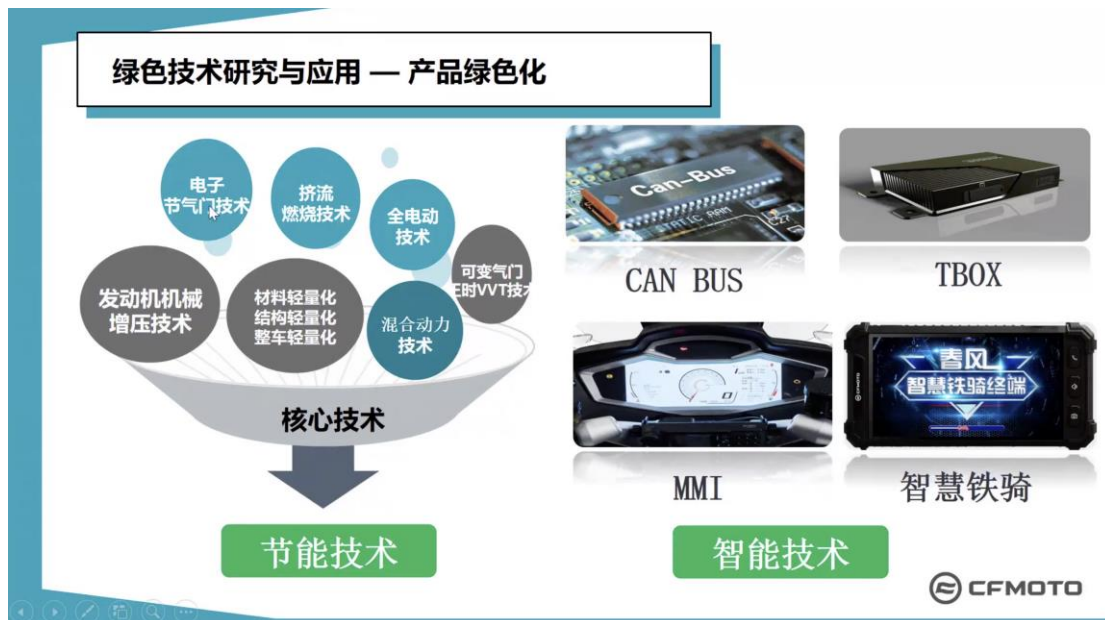 绿色技术研究与应用 — 产品绿色化
电子
节气门技术
挤流
燃烧技术
全电动
技术
可变气门
正时VVT技术
发动机机械
增压技术
材料轻量化
结构轻量化
整车轻量化
混合动力
技术
核心技术
节能技术
Can-Bus
CAN BUS
TBOX
MMI
春风
智慧铁骑终端
CFMOTO
智慧铁骑
智能技术
CFMOTO